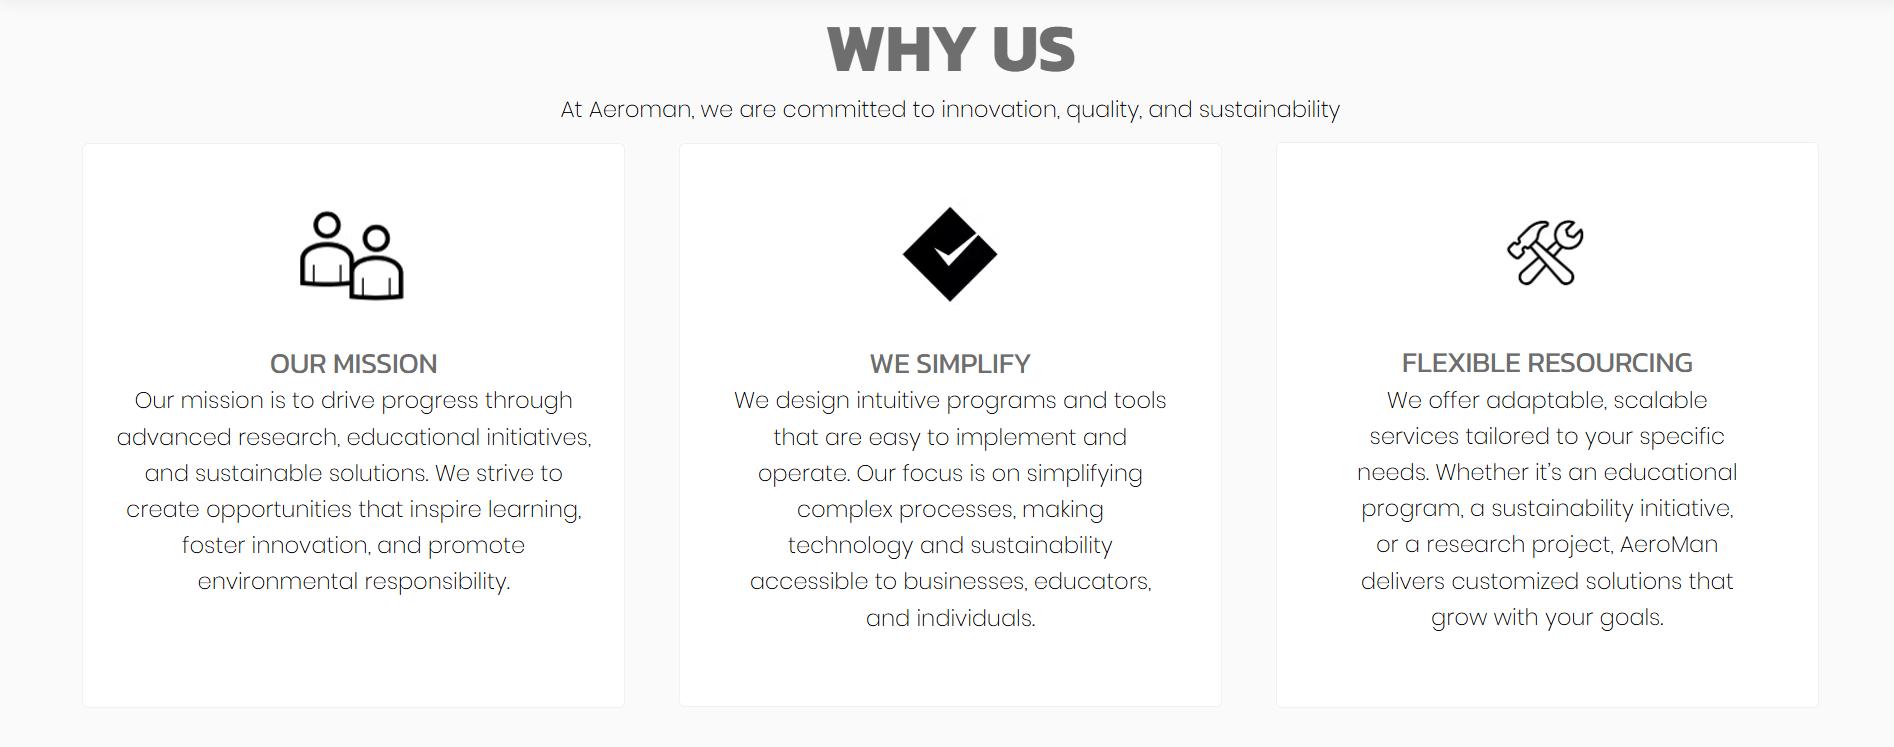 WHY US
At Aeroman, we are committed to innovation, quality, and sustainability
OUR MISSION
Our mission is to drive progress through
advanced research, educational initiatives,
and sustainable solutions. We strive to
create opportunities that inspire learning,
foster innovation, and promote
environmental responsibility.
WE SIMPLIFY
We design intuitive programs and tools
that are easy to implement and
operate. Our focus is on simplifying
complex processes, making
technology and sustainability
accessible to businesses, educators,
and individuals.
FLEXIBLE RESOURCING
We offer adaptable, scalable
services tailored to your specific
needs. Whether it’s an educational
program, a sustainability initiative,
or a research project, AeroMan
delivers customized solutions that
grow with your goals.